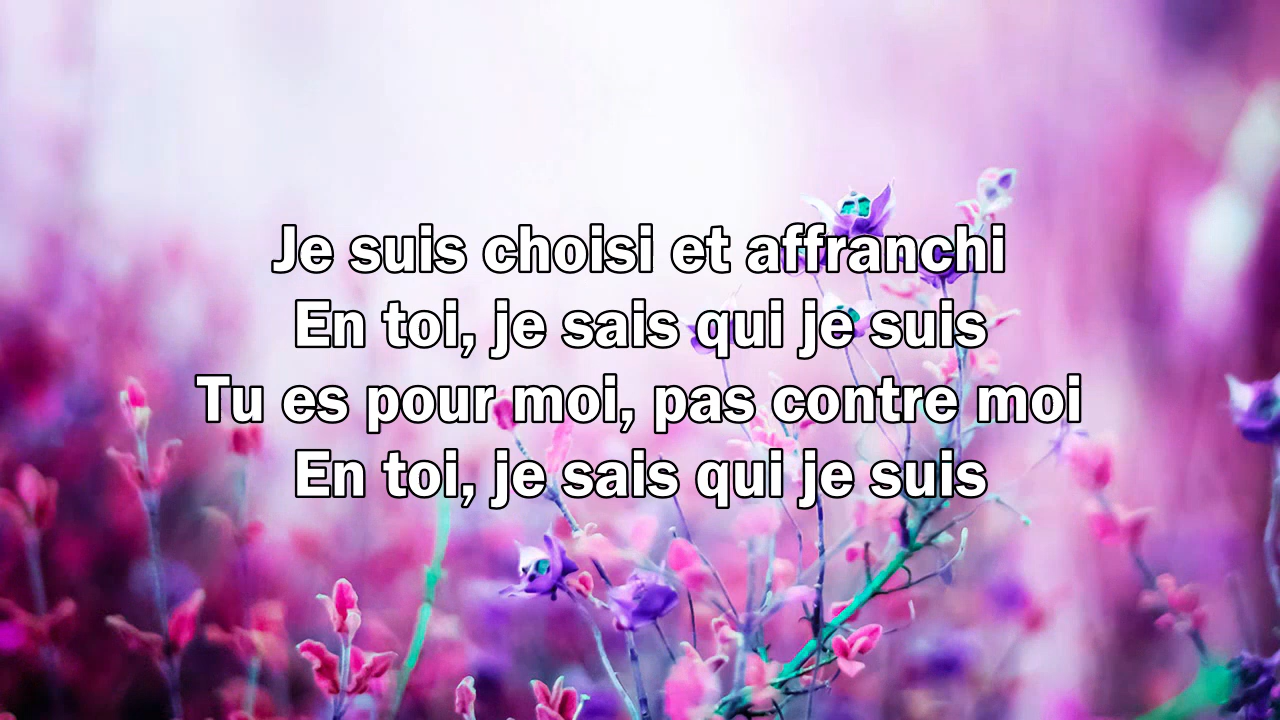 Je suis choisi et affranchi
En toi, je sais qui je suis
Tu es pour moi, pas contre moi
En toi, je sais qui je suis